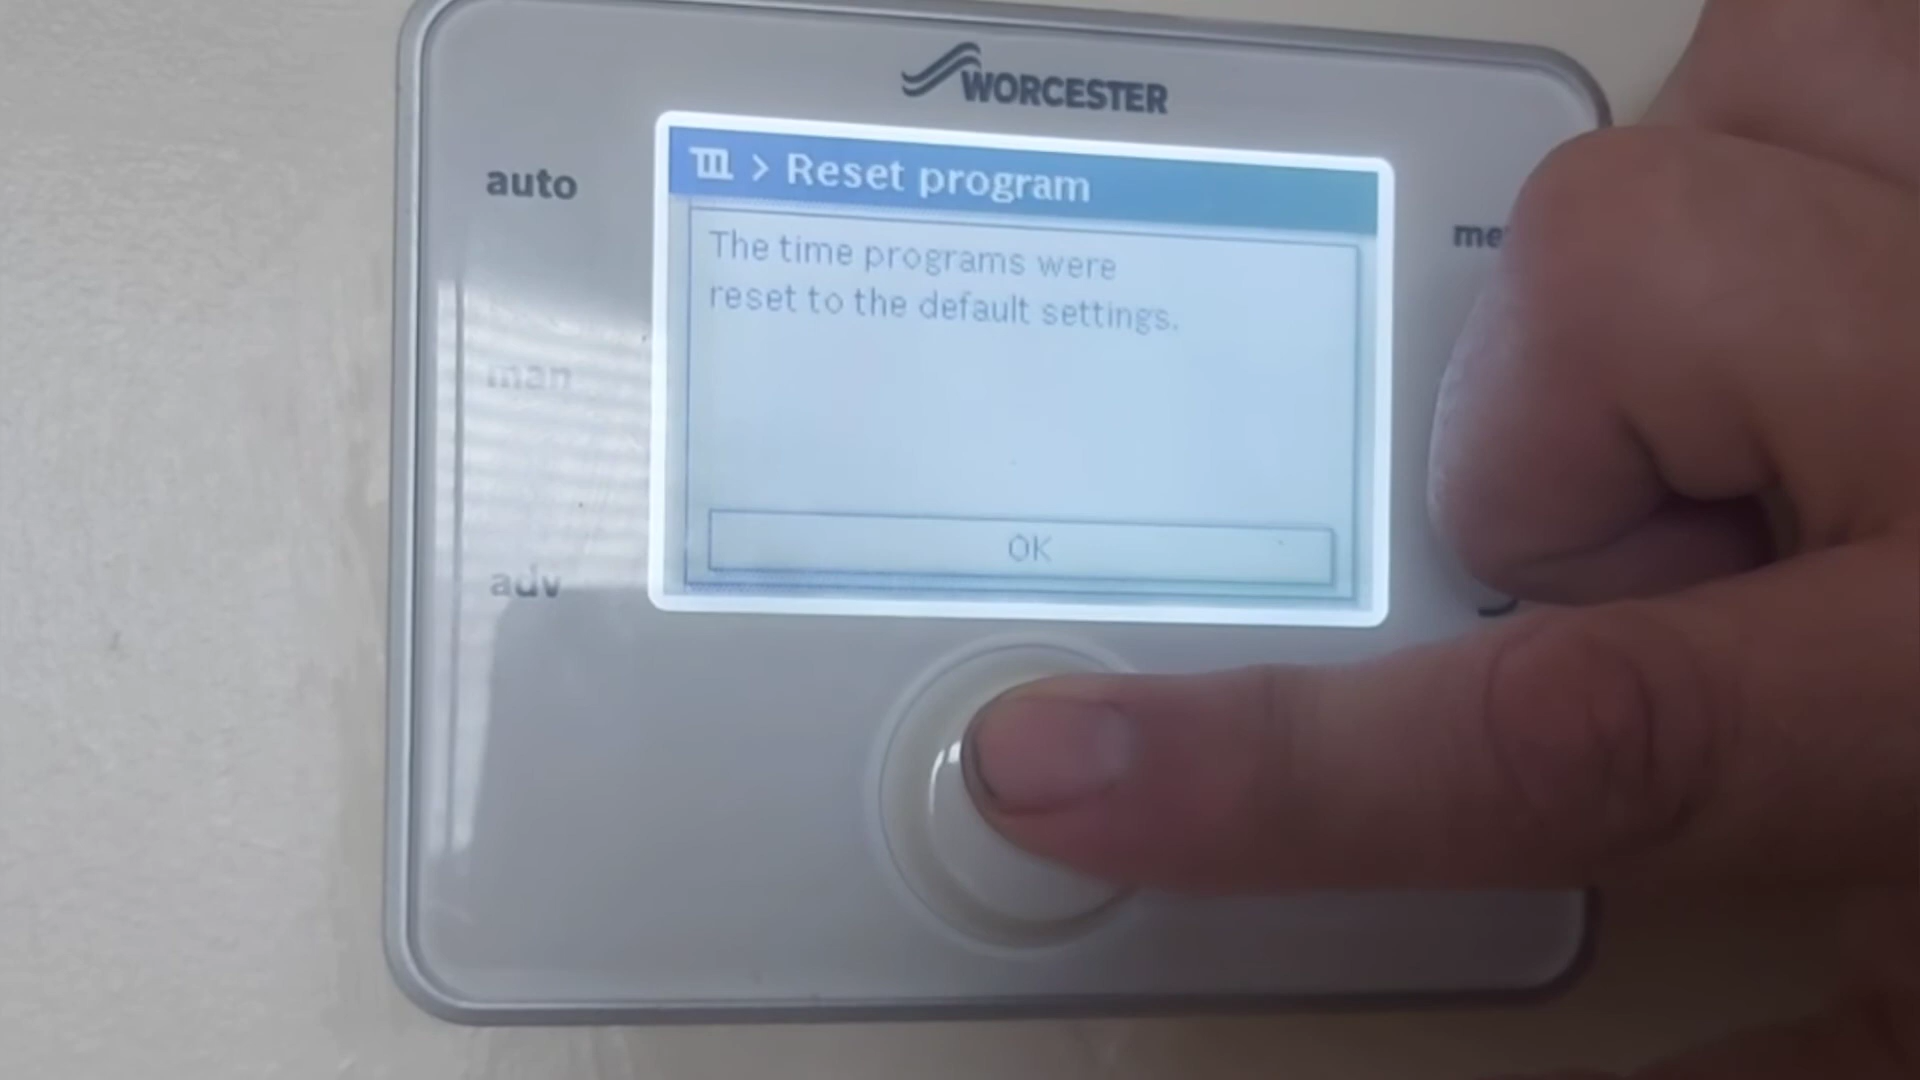 WORCESTER
auto
> Reset program
The time programs were
reset to the default settings.
man
OK
adv